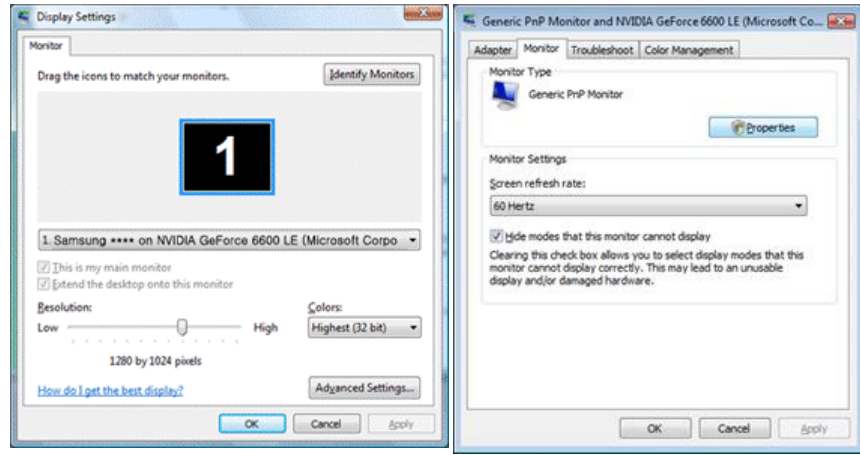 Display Settings
Monitor
Drag the icons to match your monitors.
Identify Monitors
1
1. Samsung **** on NVIDIA GeForce 6600 LE (Microsoft Corpo
This is my main monitor
Extend the desktop onto this monitor
Resolution:
Low
High
1280 by 1024 pixels
Colors:
Highest (32 bit)
How do I get the best display?
Advanced Settings...
OK
Cancel
Apply
Generic PnP Monitor and NVIDIA GeForce 6600 LE (Microsoft Co...
Adapter
Monitor
Troubleshoot
Color Management
Monitor Type
Generic PnP Monitor
Properties
Monitor Settings
Screen refresh rate:
60 Hertz
Hide modes that this monitor cannot display
Clearing this check box allows you to select display modes that this
monitor cannot display correctly. This may lead to an unusable
display and/or damaged hardware.
OK
Cancel
Apply